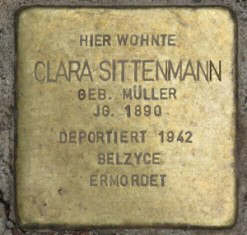 HIER WOHNTE
CLARA SITTENMANN
GEB. MÜLLER
JG. 1890
DEPORTIERT 1942
BELZYCE
ERMORDET